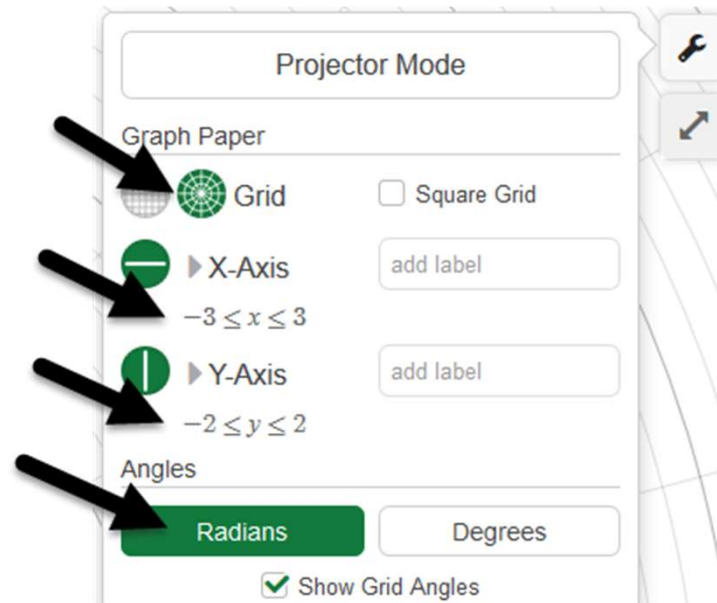 Projector Mode
Graph Paper
Grid Square Grid
X-Axis add label
−3 ≤ x ≤ 3
Y-Axis add label
−2 ≤ y ≤ 2
Angles
Radians Degrees
Show Grid Angles